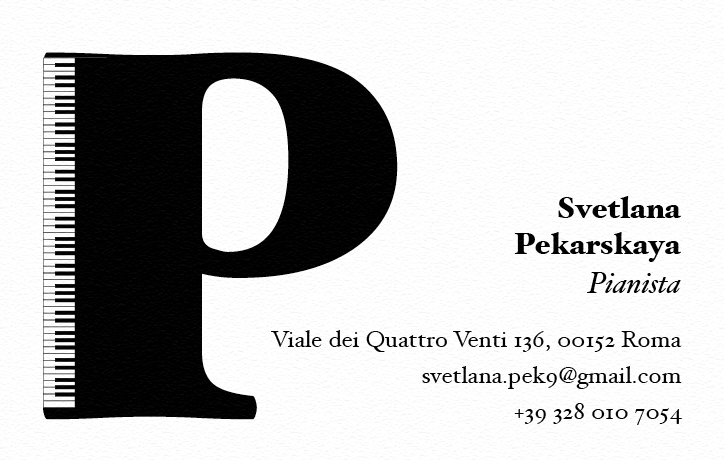 P
Svetlana
Pekarskaya
Pianista
Viale dei Quattro Venti 136, 00152 Roma
svetlana.pek9@gmail.com
+39 328 010 7054